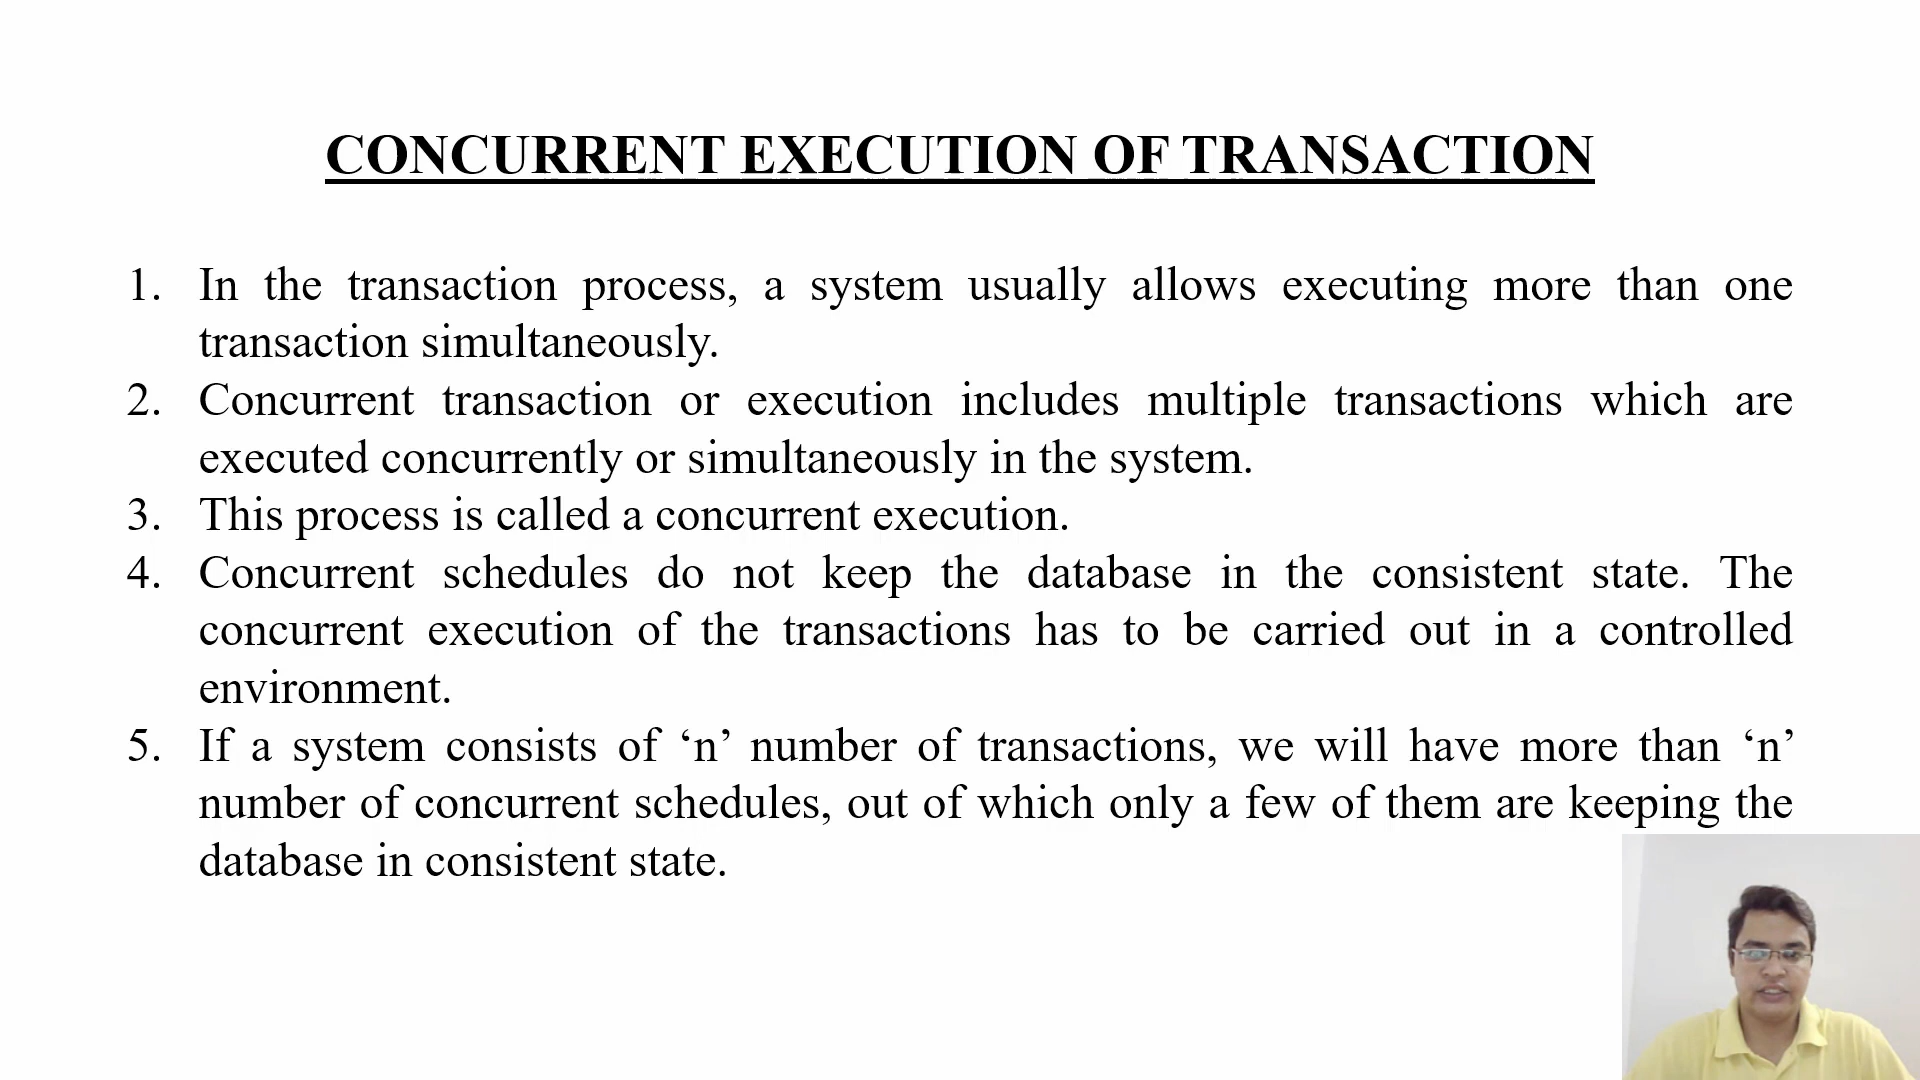 CONCURRENT EXECUTION OF TRANSACTION
1. In the transaction process, a system usually allows executing more than one
transaction simultaneously.
2. Concurrent transaction or execution includes multiple transactions which are
executed concurrently or simultaneously in the system.
3. This process is called a concurrent execution.
4. Concurrent schedules do not keep the database in the consistent state. The
concurrent execution of the transactions has to be carried out in a controlled
environment.
5. If a system consists of ‘n’ number of transactions, we will have more than ‘n’
number of concurrent schedules, out of which only a few of them are keeping the
database in consistent state.